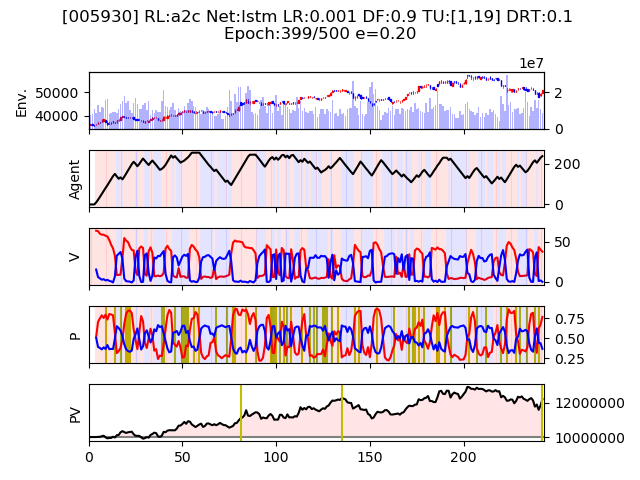 [005930] RL:a2c Net:lstm LR:0.001 DF:0.9 TU:[1,19] DRT:0.1
Epoch:399/500 e=0.20
1e7
Env.
50000
40000
2
0
Agent
200
0
V
50
0
P
0.75
0.50
0.25
PV
12000000
10000000
0 50 100 150 200